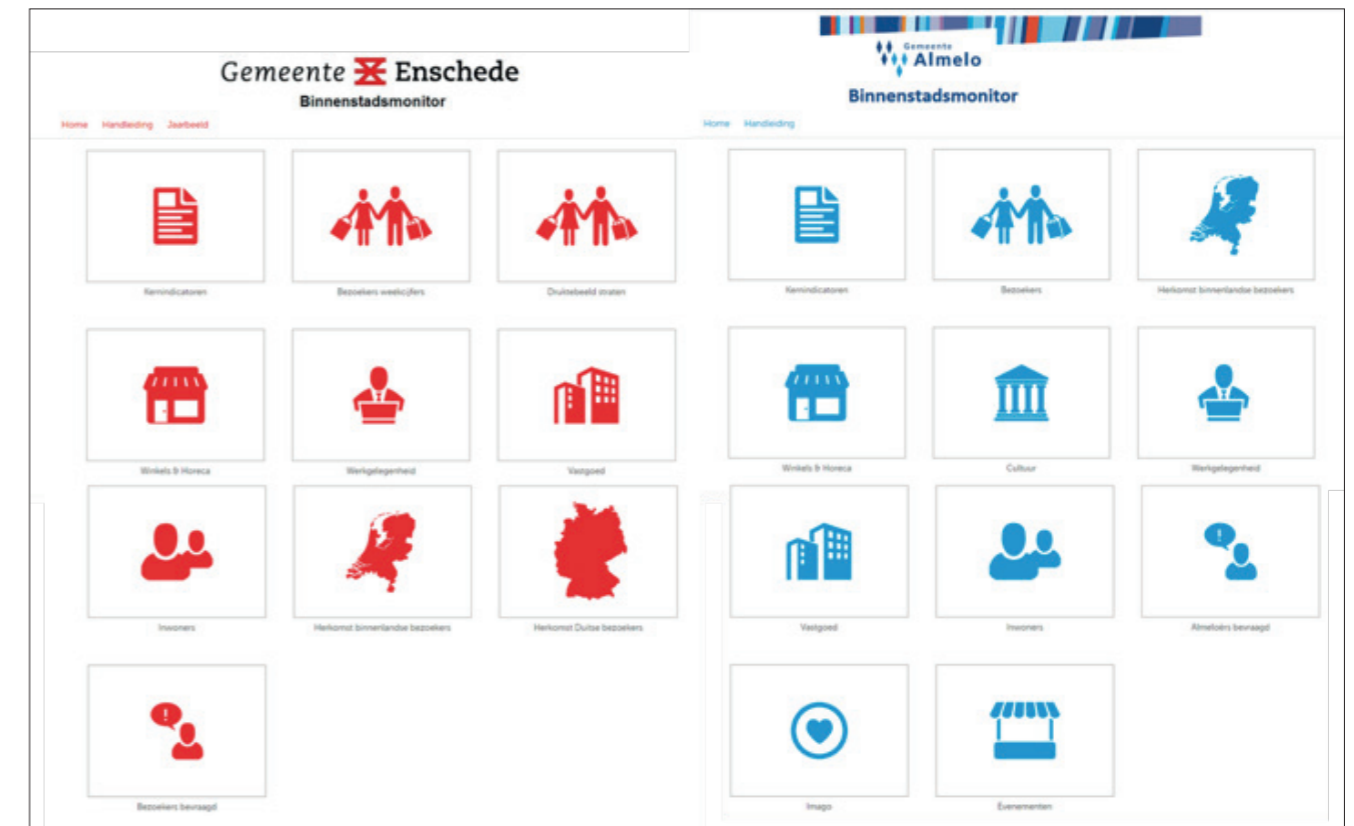 Gemeente Enschede
Binnenstadsmonitor
Home Handleiding Jaarbeeld
Kernindicatoren
Bezoekers weekcijfers
Druktebeeld straten
Winkels & Horeca
Werkgelegenheid
Vastgoed
Inwoners
Herkomst binnenlandse bezoekers
Herkomst Duitse bezoekers
!
Bezoekers bevraagd
Gemeente
Almelo
Binnenstadsmonitor
Home Handleiding
Kernindicatoren
Bezoekers
Herkomst binnenlandse bezoekers
Winkels & Horeca
Cultuur
Werkgelegenheid
Vastgoed
Inwoners
!
Almeloërs bevraagd
Imago
Evenementen